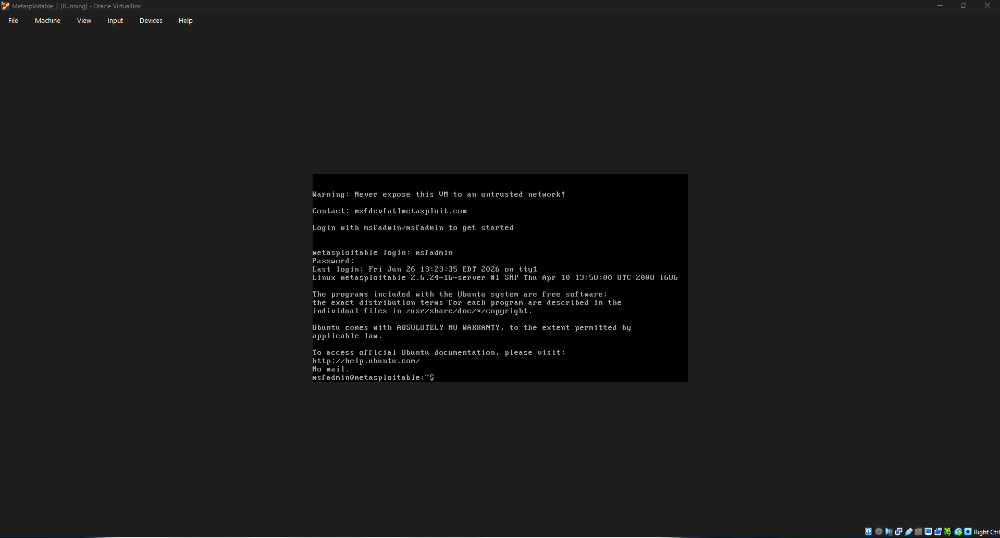 Metasploitable_2 [Running] - Oracle VirtualBox
File Machine View Input Devices Help
Warning: Never expose this VM to an untrusted network!
Contact: msfdev[at]metasploit.com
Login with msfadmin/msfadmin to get started
metasploitable login: msfadmin
Password:
Last login: Fri Jun 26 13:23:35 EDT 2026 on tty1
Linux metasploitable 2.6.24-16-server #1 SMP Thu Apr 10 13:58:00 UTC 2008 i686
The programs included with the Ubuntu system are free software;
the exact distribution terms for each program are described in the
individual files in /usr/share/doc/*/copyright.
Ubuntu comes with ABSOLUTELY NO WARRANTY, to the extent permitted by
applicable law.
To access official Ubuntu documentation, please visit:
http://help.ubuntu.com/
No mail.
msfadmin@metasploitable:~$
Right Ctrl